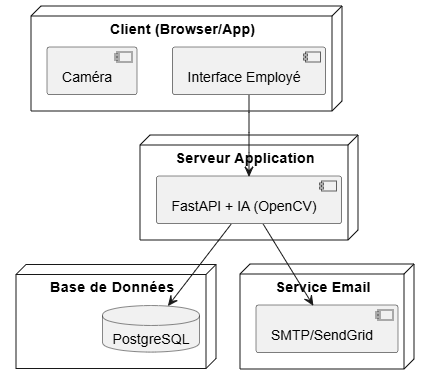 Client (Browser/App)
Caméra
Interface Employé
Serveur Application
FastAPI + IA (OpenCV)
Base de Données
PostgreSQL
Service Email
SMTP/SendGrid